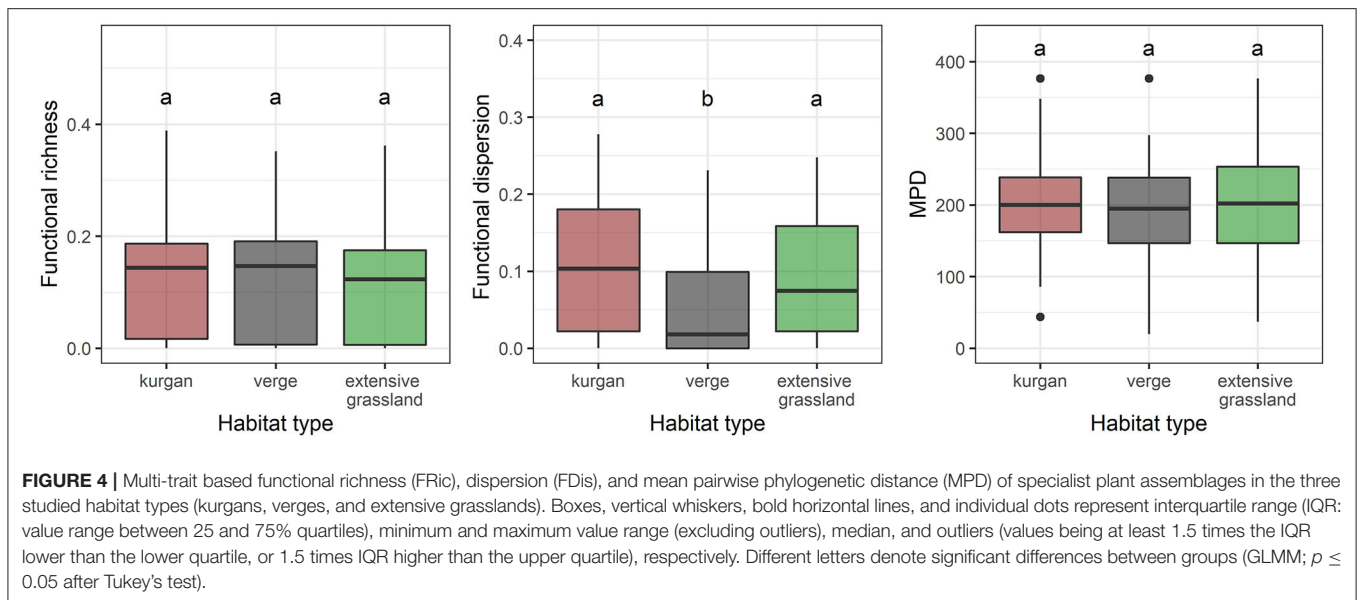 a a a
0.4
0.2
0.0
Functional richness
kurgan verge extensive
grassland
Habitat type
0.4
0.3
0.2
0.1
0.0
Functional dispersion
a b a
kurgan verge extensive
grassland
Habitat type
400
300
200
100
0
MPD
a a a
kurgan verge extensive
grassland
Habitat type
FIGURE 4 | Multi-trait based functional richness (FRic), dispersion (FDis), and mean pairwise phylogenetic distance (MPD) of specialist plant assemblages in the three
studied habitat types (kurgans, verges, and extensive grasslands). Boxes, vertical whiskers, bold horizontal lines, and individual dots represent interquartile range (IQR:
value range between 25 and 75% quartiles), minimum and maximum value range (excluding outliers), median, and outliers (values being at least 1.5 times the IQR
lower than the lower quartile, or 1.5 times IQR higher than the upper quartile), respectively. Different letters denote significant differences between groups (GLMM; p ≤
0.05 after Tukey's test).